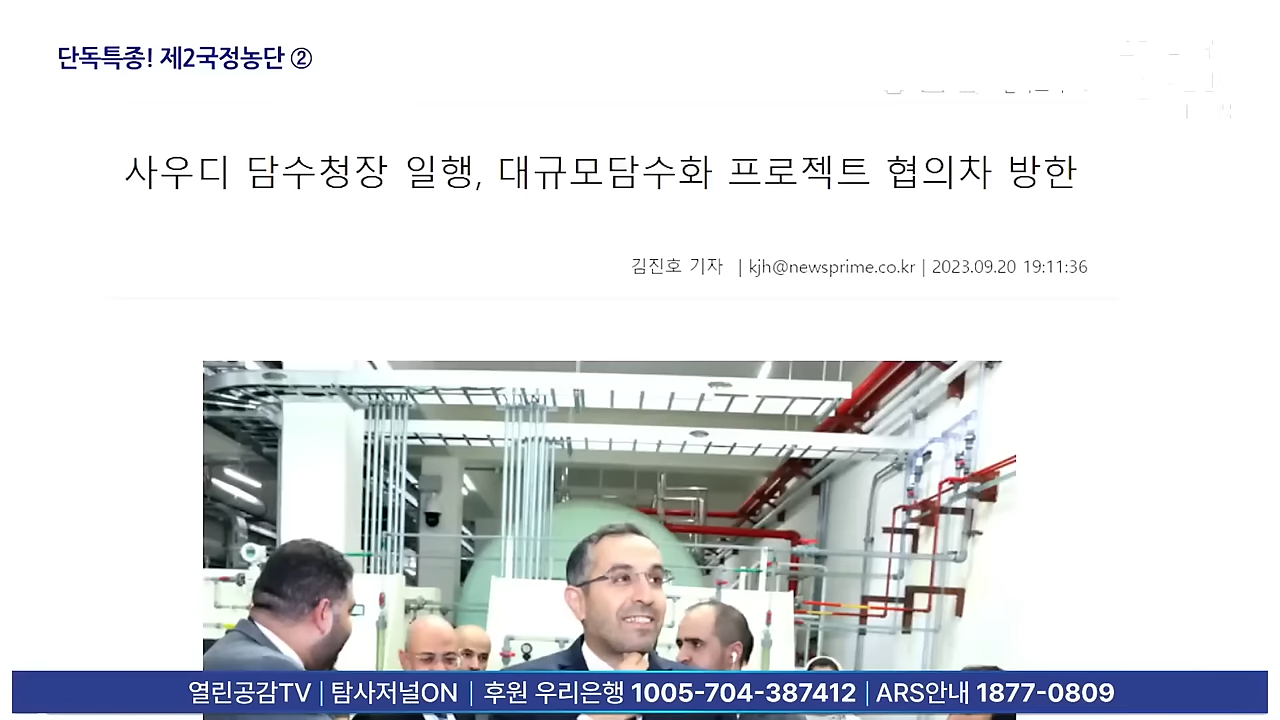 단독특종! 제2국정농단 ②
사우디 담수청장 일행, 대규모담수화 프로젝트 협의차 방한
김진호 기자 | kjh@newsprime.co.kr | 2023.09.20 19:11:36
열린공감TV | 탐사저널ON | 후원 우리은행 1005-704-387412 | ARS안내 1877-0809